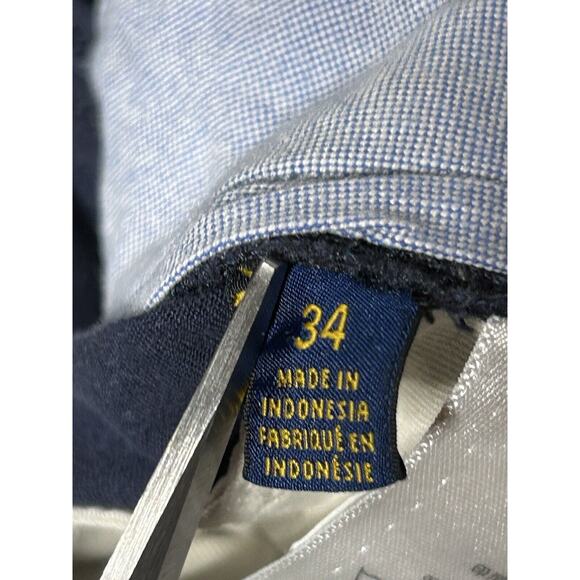 34
MADE IN
INDONESIA
FABRIQUÉ EN
INDONÉSIE